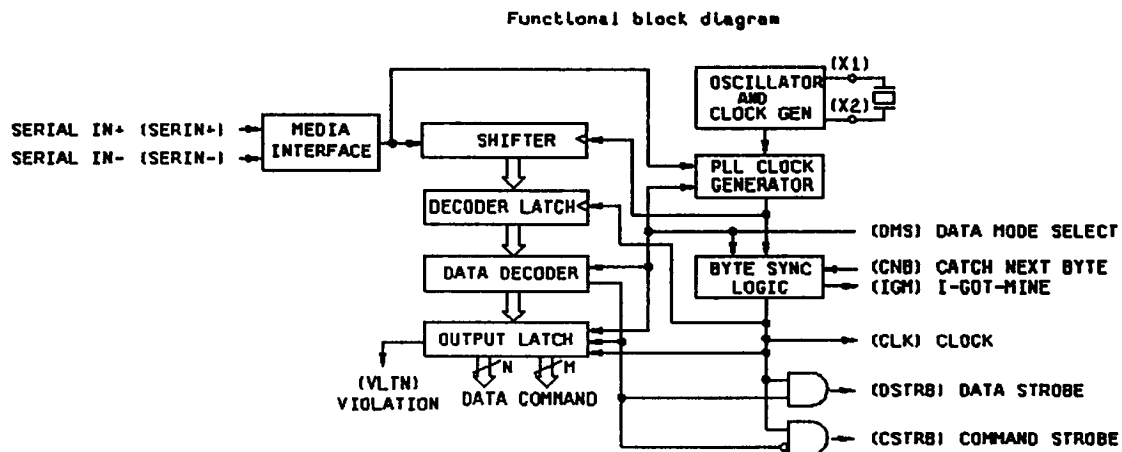 Functional block diagram
OSCILLATOR
AND
CLOCK GEN
(X1)
(X2)
SERIAL IN+ (SERIN+)
SERIAL IN- (SERIN-)
MEDIA
INTERFACE
SHIFTER
PLL CLOCK
GENERATOR
DECODER LATCH
(DMS) DATA MODE SELECT
DATA DECODER
BYTE SYNC
LOGIC
(CNB) CATCH NEXT BYTE
(IGM) I-GOT-MINE
OUTPUT LATCH
(CLK) CLOCK
N
M
(VLTN)
VIOLATION
DATA COMMAND
(DSTRB) DATA STROBE
(CSTRB) COMMAND STROBE